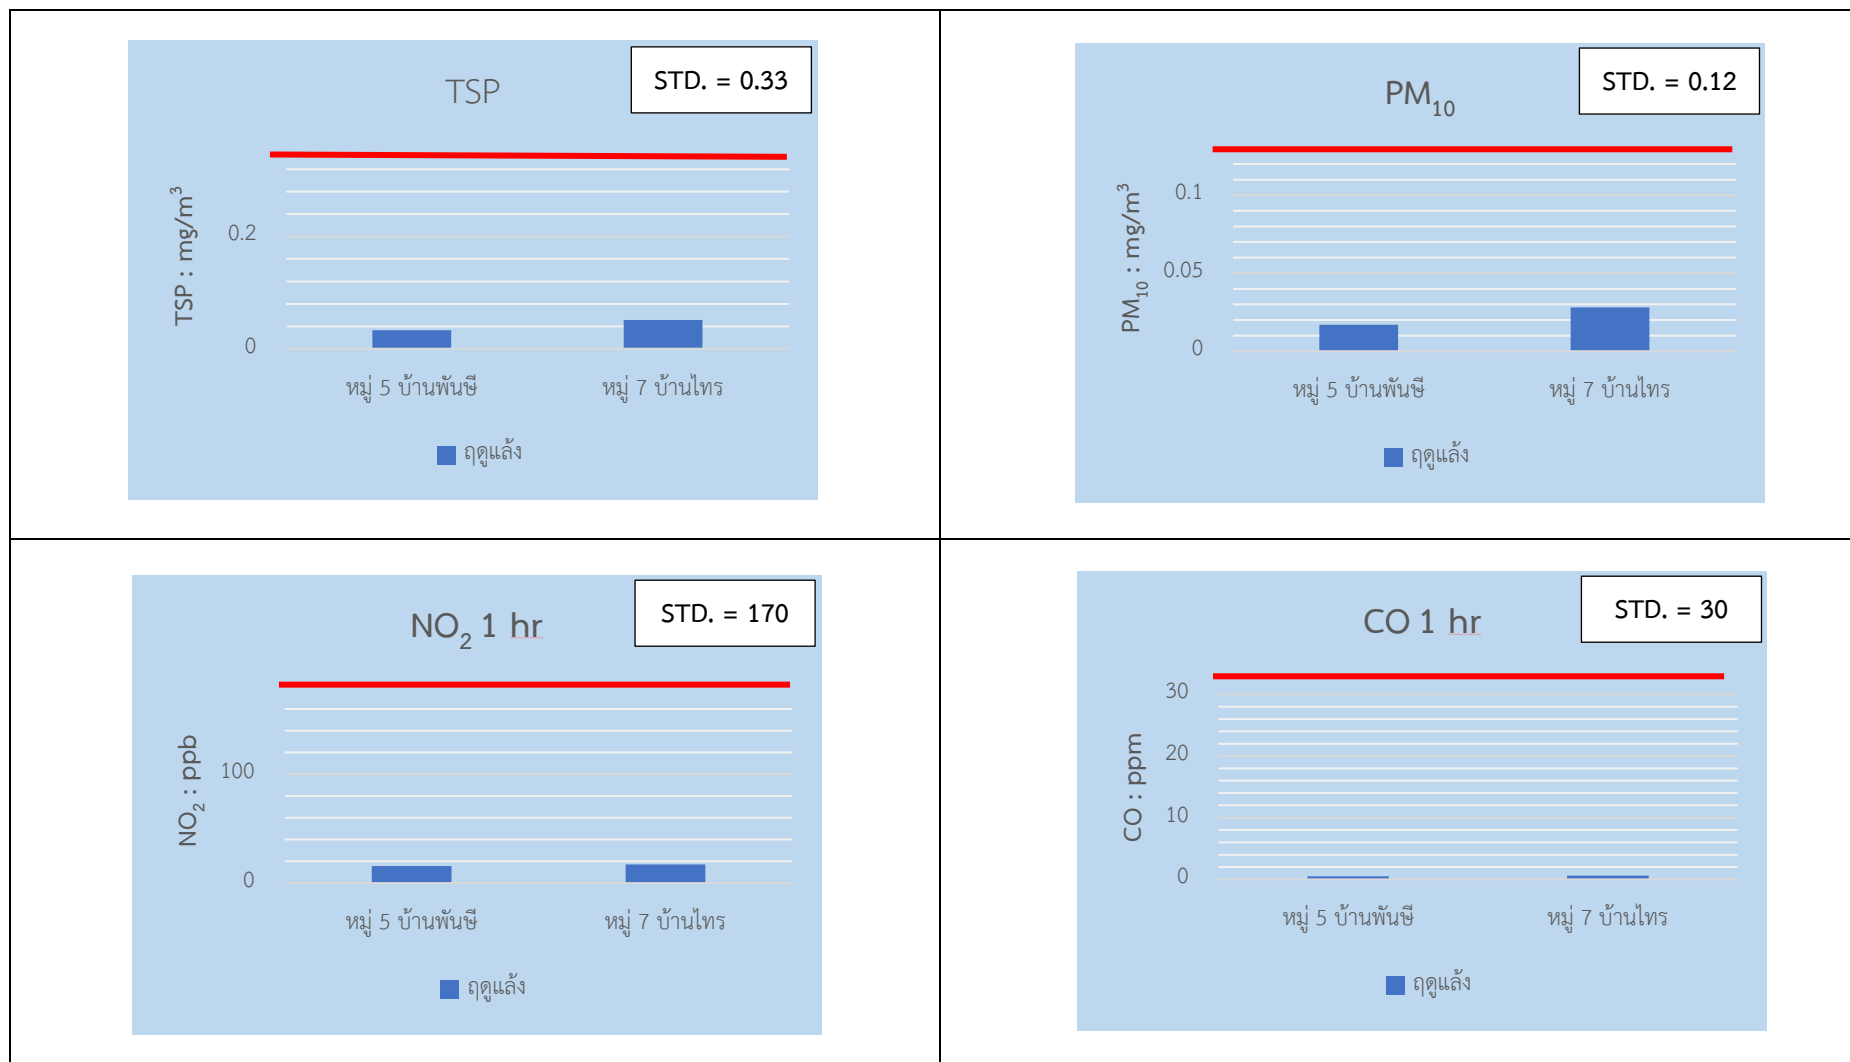 TSP
STD. = 0.33
TSP : mg/m³
0.2
0
หมู่ 5 บ้านพันษี
หมู่ 7 บ้านไทร
ฤดูแล้ง
PM₁₀
STD. = 0.12
PM₁₀ : mg/m³
0.1
0.05
0
หมู่ 5 บ้านพันษี
หมู่ 7 บ้านไทร
ฤดูแล้ง
NO₂ 1 hr
STD. = 170
NO₂ : ppb
100
0
หมู่ 5 บ้านพันษี
หมู่ 7 บ้านไทร
ฤดูแล้ง
CO 1 hr
STD. = 30
CO : ppm
30
20
10
0
หมู่ 5 บ้านพันษี
หมู่ 7 บ้านไทร
ฤดูแล้ง